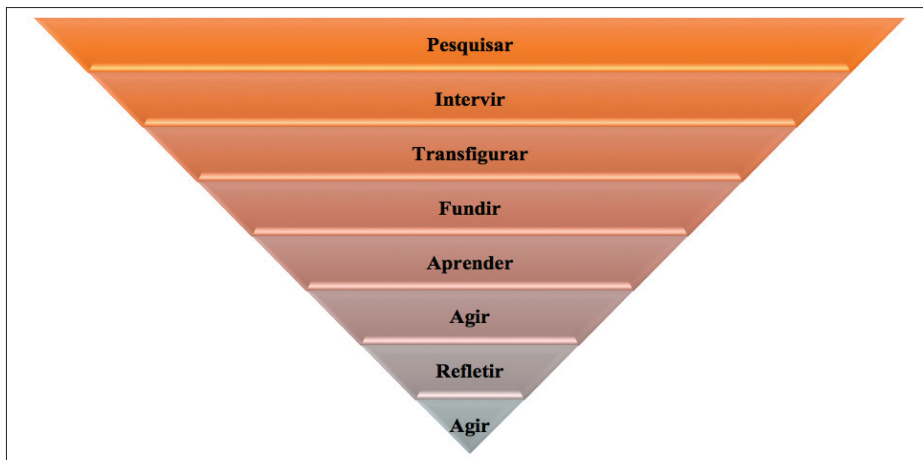 Pesquisar
Intervir
Transfigurar
Fundir
Aprender
Agir
Refletir
Agir